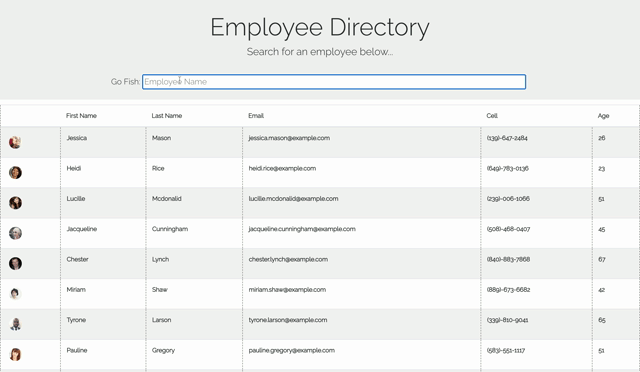 Employee Directory
Search for an employee below...
Go Fish: Employee Name
First Name Last Name Email Cell Age
Jessica Mason jessica.mason@example.com (139)-647-2484 26
Heidi Rice heidi.rice@example.com (649)-783-0136 23
Lucille Mcdonalid lucille.mcdonalid@example.com (239)-006-1066 51
Jacqueline Cunningham jacqueline.cunningham@example.com (508)-468-0407 45
Chester Lynch chester.lynch@example.com (840)-883-7868 67
Miriam Shaw miriam.shaw@example.com (889)-673-6682 42
Tyrone Larson tyrone.larson@example.com (339)-810-9041 65
Pauline Gregory pauline.gregory@example.com (583)-551-1117 51